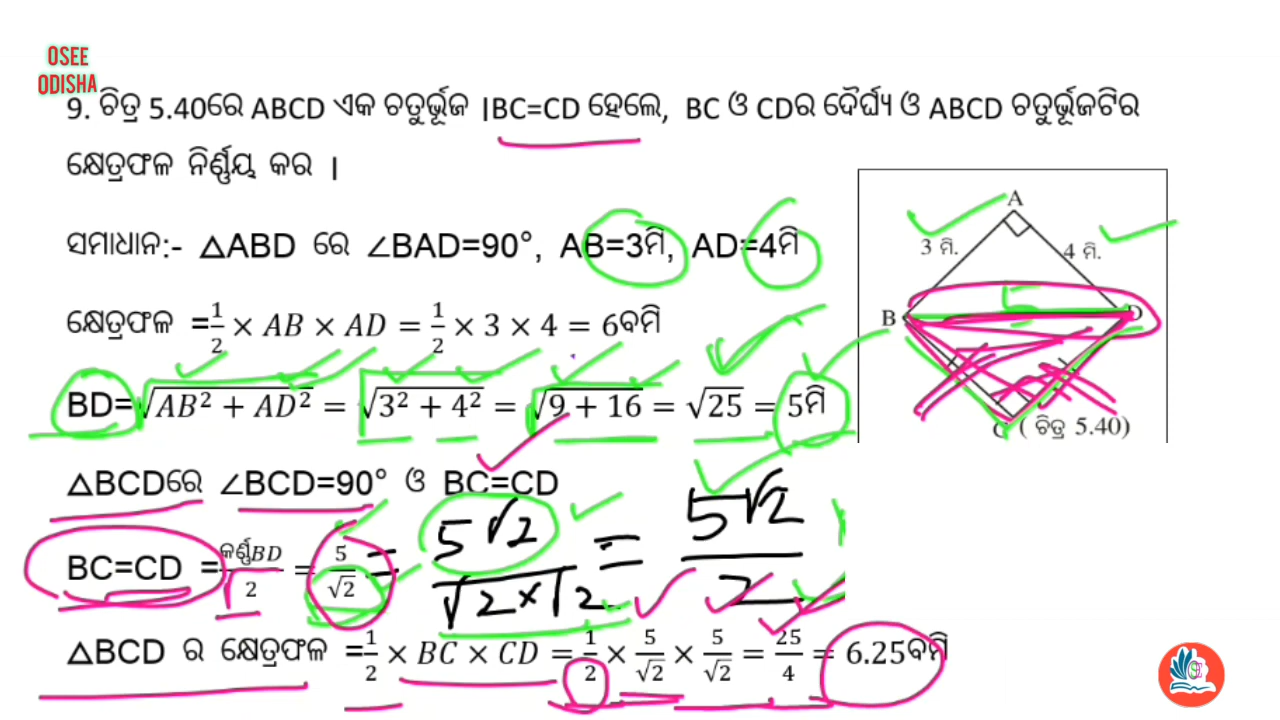 OSEE
ODISHA
9. ଚିତ୍ର 5.40ରେ ABCD ଏକ ଚତୁର୍ଭୂଜ ।BC=CD ହେଲେ, BC ଓ CDର ଦୈର୍ଘ୍ୟ ଓ ABCD ଚତୁର୍ଭୂଜଟିର
କ୍ଷେତ୍ରଫଳ ନିର୍ଣ୍ଣୟ କର ।
ସମାଧାନ:- △ABD ରେ ∠BAD=90°, AB=3ମି, AD=4ମି
କ୍ଷେତ୍ରଫଳ =1/2 × AB × AD = 1/2 × 3 × 4 = 6ବମି
BD=√(AB² + AD²) = √(3² + 4²) = √(9 + 16) = √25 = 5ମି
△BCDରେ ∠BCD=90° ଓ BC=CD
BC=CD =କର୍ଣ୍ଣBD/2 = 5/√2 = 5√2/(√2×√2) = 5√2/2
△BCD ର କ୍ଷେତ୍ରଫଳ =1/2 × BC × CD = 1/2 × 5/√2 × 5/√2 = 25/4 = 6.25ବମି
A
3 ମି.
4 ମି.
B
5
D
C
( ଚିତ୍ର 5.40)